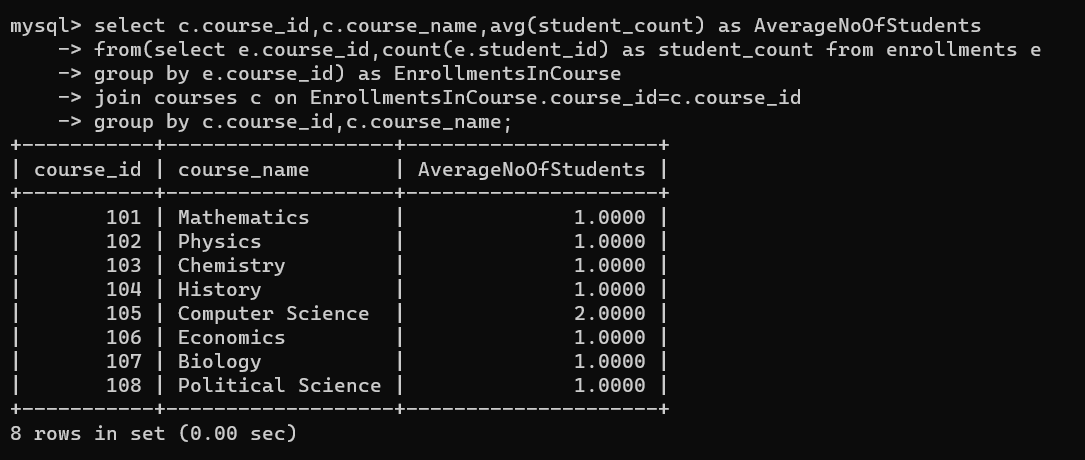 mysql> select c.course_id,c.course_name,avg(student_count) as AverageNoOfStudents
    -> from(select e.course_id,count(e.student_id) as student_count from enrollments e
    -> group by e.course_id) as EnrollmentsInCourse
    -> join courses c on EnrollmentsInCourse.course_id=c.course_id
    -> group by c.course_id,c.course_name;
+-----------+-------------------+---------------------+
| course_id | course_name       | AverageNoOfStudents |
+-----------+-------------------+---------------------+
|       101 | Mathematics       |              1.0000 |
|       102 | Physics           |              1.0000 |
|       103 | Chemistry         |              1.0000 |
|       104 | History           |              1.0000 |
|       105 | Computer Science  |              2.0000 |
|       106 | Economics         |              1.0000 |
|       107 | Biology           |              1.0000 |
|       108 | Political Science |              1.0000 |
+-----------+-------------------+---------------------+
8 rows in set (0.00 sec)